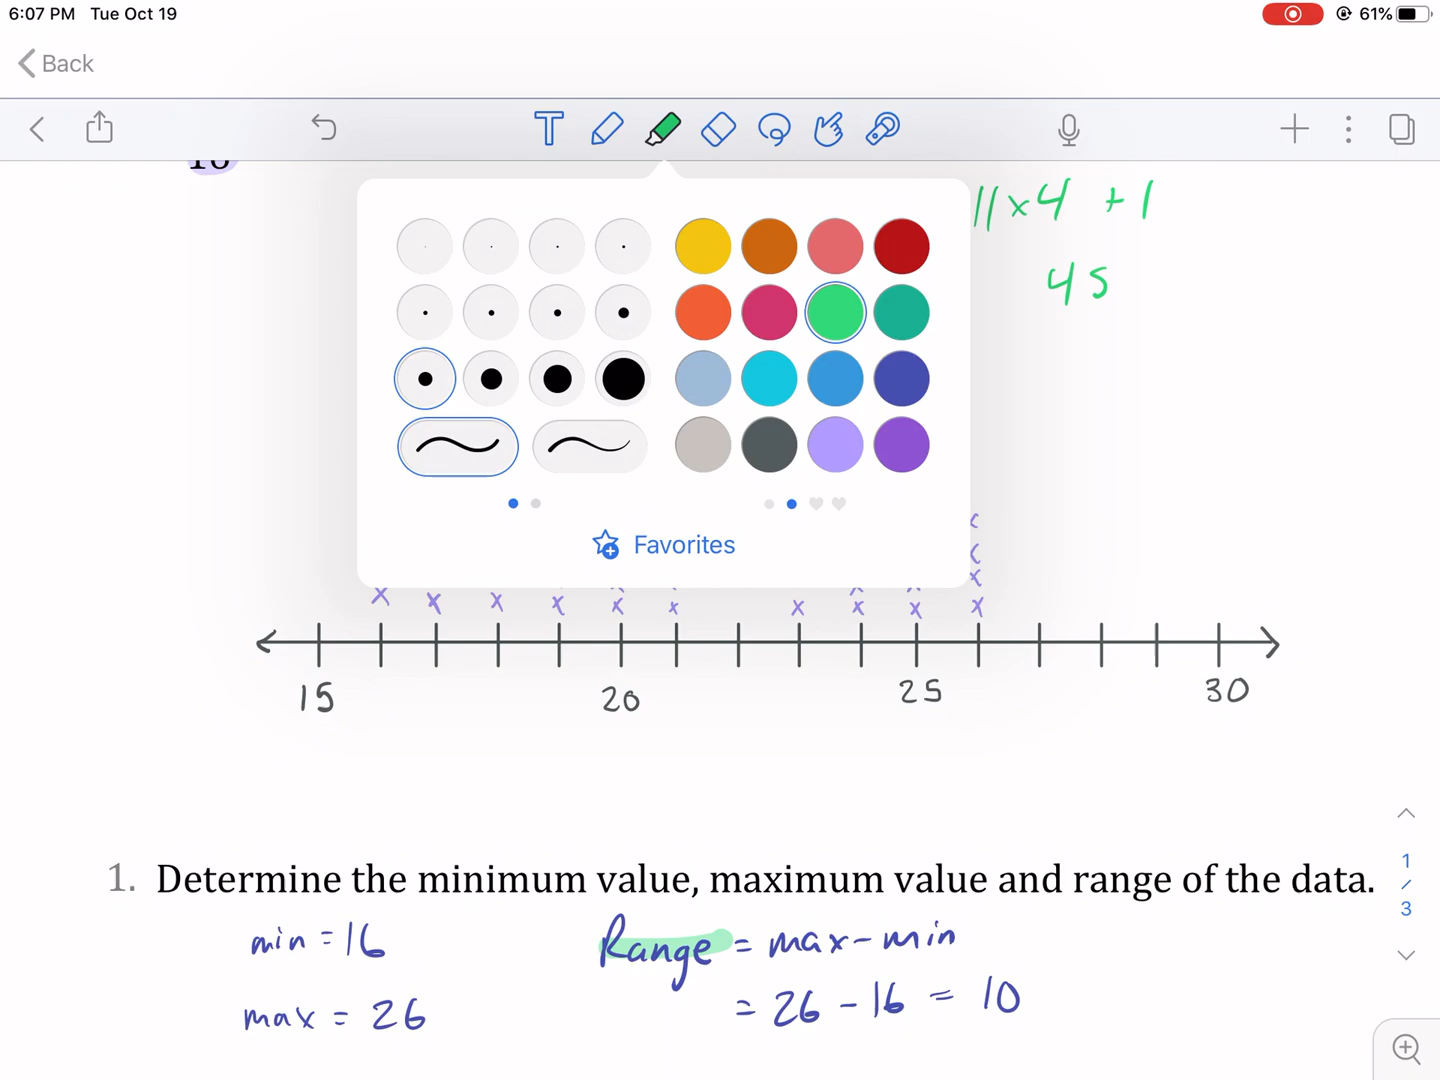 6:07 PM Tue Oct 19 61%
Back
T
11 x 4 + 1
45
Favorites
x x x x x x x x x x
x
x
x
15 20 25 30
1. Determine the minimum value, maximum value and range of the data.
1
/
3
min = 16 Range = max - min
max = 26 = 26 - 16 = 10